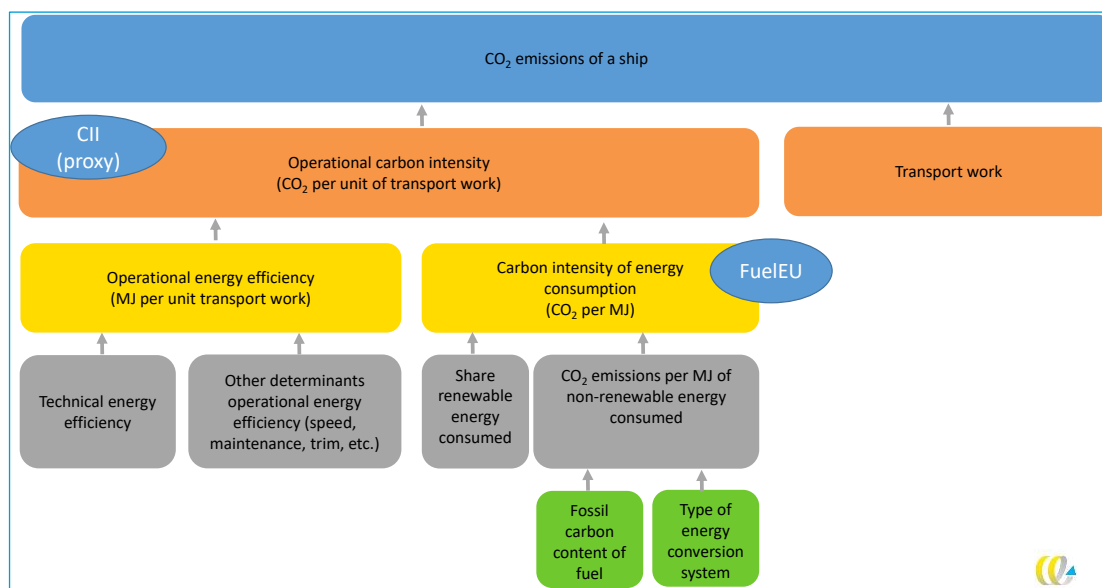 CO₂ emissions of a ship
CII
(proxy)
Operational carbon intensity
(CO₂ per unit of transport work)
Transport work
Operational energy efficiency
(MJ per unit transport work)
Carbon intensity of energy
consumption
(CO₂ per MJ)
FuelEU
Technical energy
efficiency
Other determinants
operational energy
efficiency (speed,
maintenance, trim, etc.)
Share
renewable
energy
consumed
CO₂ emissions per MJ of
non-renewable energy
consumed
Fossil
carbon
content of
fuel
Type of
energy
conversion
system